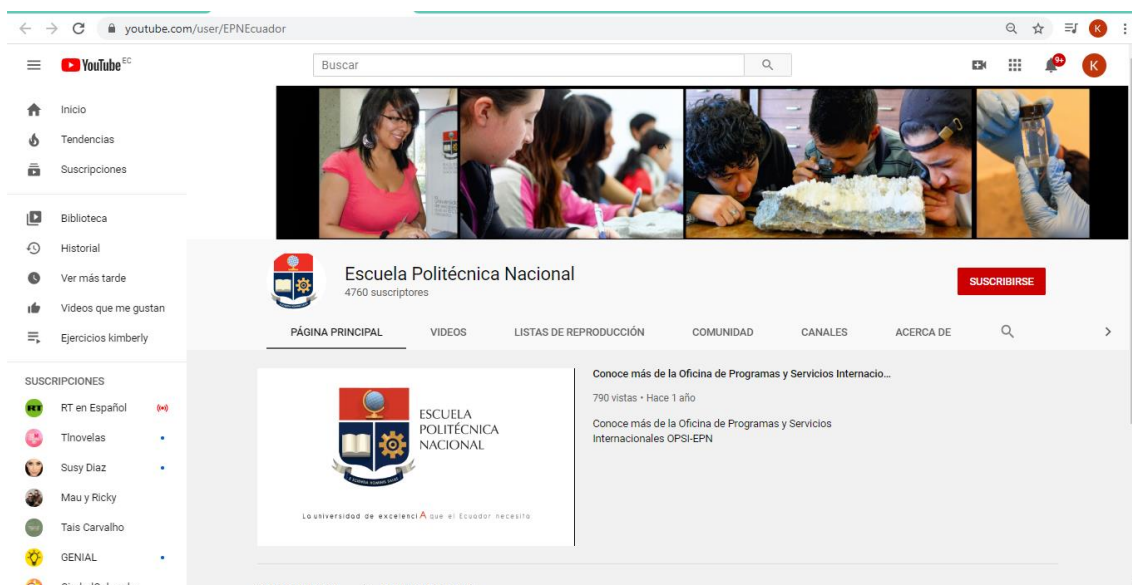 youtube.com/user/EPNEcuador
K
YouTube EC
Buscar
9+
K
Inicio
Tendencias
Suscripciones
Biblioteca
Historial
Ver más tarde
Videos que me gustan
Ejercicios kimberly
SUSCRIPCIONES
RT RT en Español
Tlnovelas
Susy Diaz
Mau y Ricky
Tais Carvalho
GENIAL
Escuela Politécnica Nacional
4760 suscriptores
SUSCRIBIRSE
PÁGINA PRINCIPAL VIDEOS LISTAS DE REPRODUCCIÓN COMUNIDAD CANALES ACERCA DE
ESCUELA
POLITÉCNICA
NACIONAL
La universidad de excelenciA que el Ecuador necesita
Conoce más de la Oficina de Programas y Servicios Internacio...
790 vistas • Hace 1 año
Conoce más de la Oficina de Programas y Servicios
Internacionales OPSI-EPN